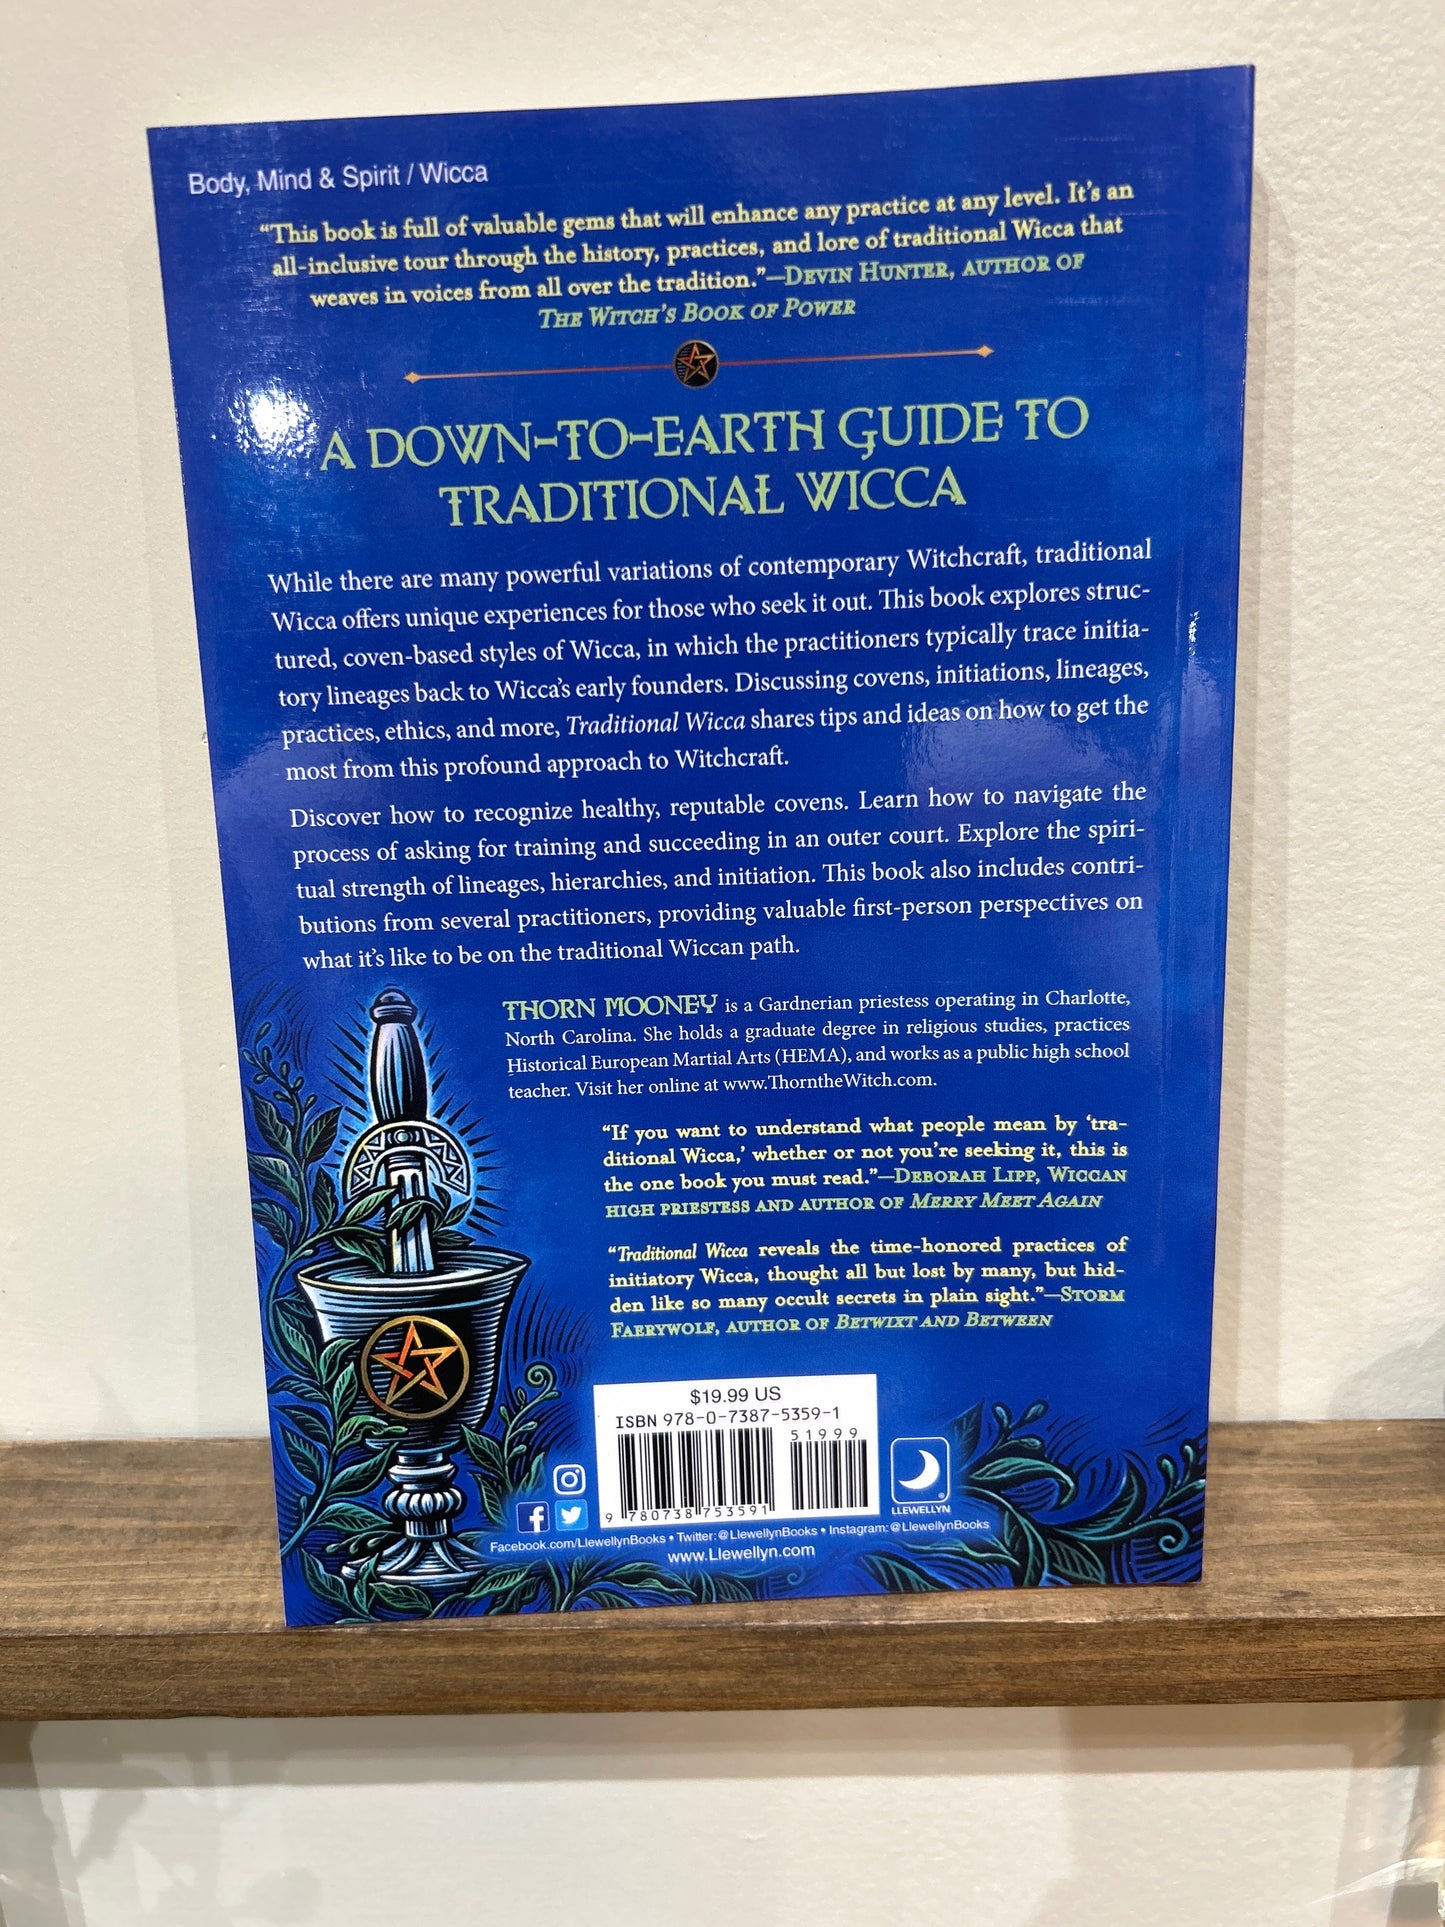 Body, Mind & Spirit / Wicca
“This book is full of valuable gems that will enhance any practice at any level. It’s an
all-inclusive tour through the history, practices, and lore of traditional Wicca that
weaves in voices from all over the tradition.”—DEVIN HUNTER, AUTHOR OF
THE WITCH’S BOOK OF POWER
A DOWN-TO-EARTH GUIDE TO
TRADITIONAL WICCA
While there are many powerful variations of contemporary Witchcraft, traditional
Wicca offers unique experiences for those who seek it out. This book explores struc-
tured, coven-based styles of Wicca, in which the practitioners typically trace initia-
tory lineages back to Wicca’s early founders. Discussing covens, initiations, lineages,
practices, ethics, and more, Traditional Wicca shares tips and ideas on how to get the
most from this profound approach to Witchcraft.
Discover how to recognize healthy, reputable covens. Learn how to navigate the
process of asking for training and succeeding in an outer court. Explore the spiri-
tual strength of lineages, hierarchies, and initiation. This book also includes contri-
butions from several practitioners, providing valuable first-person perspectives on
what it’s like to be on the traditional Wiccan path.
THORN MOONEY is a Gardnerian priestess operating in Charlotte,
North Carolina. She holds a graduate degree in religious studies, practices
Historical European Martial Arts (HEMA), and works as a public high school
teacher. Visit her online at www.ThorntheWitch.com.
“If you want to understand what people mean by ‘tra-
ditional Wicca,’ whether or not you’re seeking it, this is
the one book you must read.”—DEBORAH LIPP, WICCAN
HIGH PRIESTESS AND AUTHOR OF MERRY MEET AGAIN
“Traditional Wicca reveals the time-honored practices of
initiatory Wicca, thought all but lost by many, but hid-
den like so many occult secrets in plain sight.”—STORM
FAERYWOLF, AUTHOR OF BETWIXT AND BETWEEN
$19.99 US
ISBN 978-0-7387-5359-1
51999
9 780738 753591
LLEWELLYN
®
Facebook.com/LlewellynBooks • Twitter: @LlewellynBooks • Instagram: @LlewellynBooks
www.Llewellyn.com